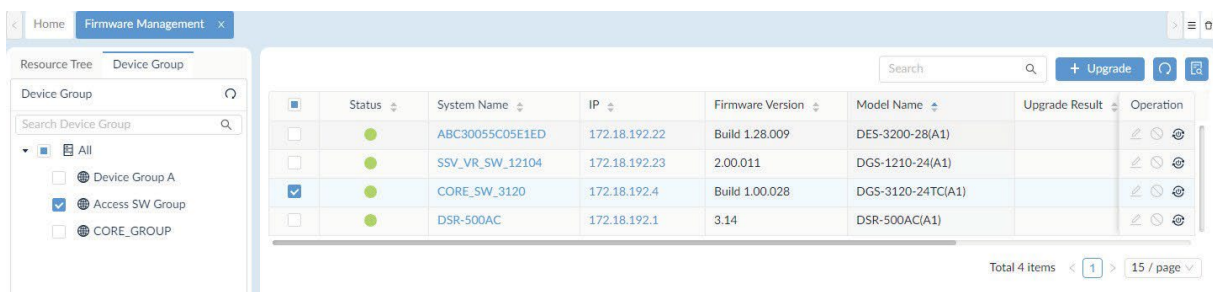 Home Firmware Management ×
Resource Tree Device Group
Search + Upgrade
Device Group
Search Device Group
All
Device Group A
Access SW Group
CORE_GROUP
Status System Name IP Firmware Version Model Name Upgrade Result Operation
ABC30055C05E1ED 172.18.192.22 Build 1.28.009 DES-3200-28(A1)
SSV_VR_SW_12104 172.18.192.23 2.00.011 DGS-1210-24(A1)
CORE_SW_3120 172.18.192.4 Build 1.00.028 DGS-3120-24TC(A1)
DSR-500AC 172.18.192.1 3.14 DSR-500AC(A1)
Total 4 items < 1 > 15 / page